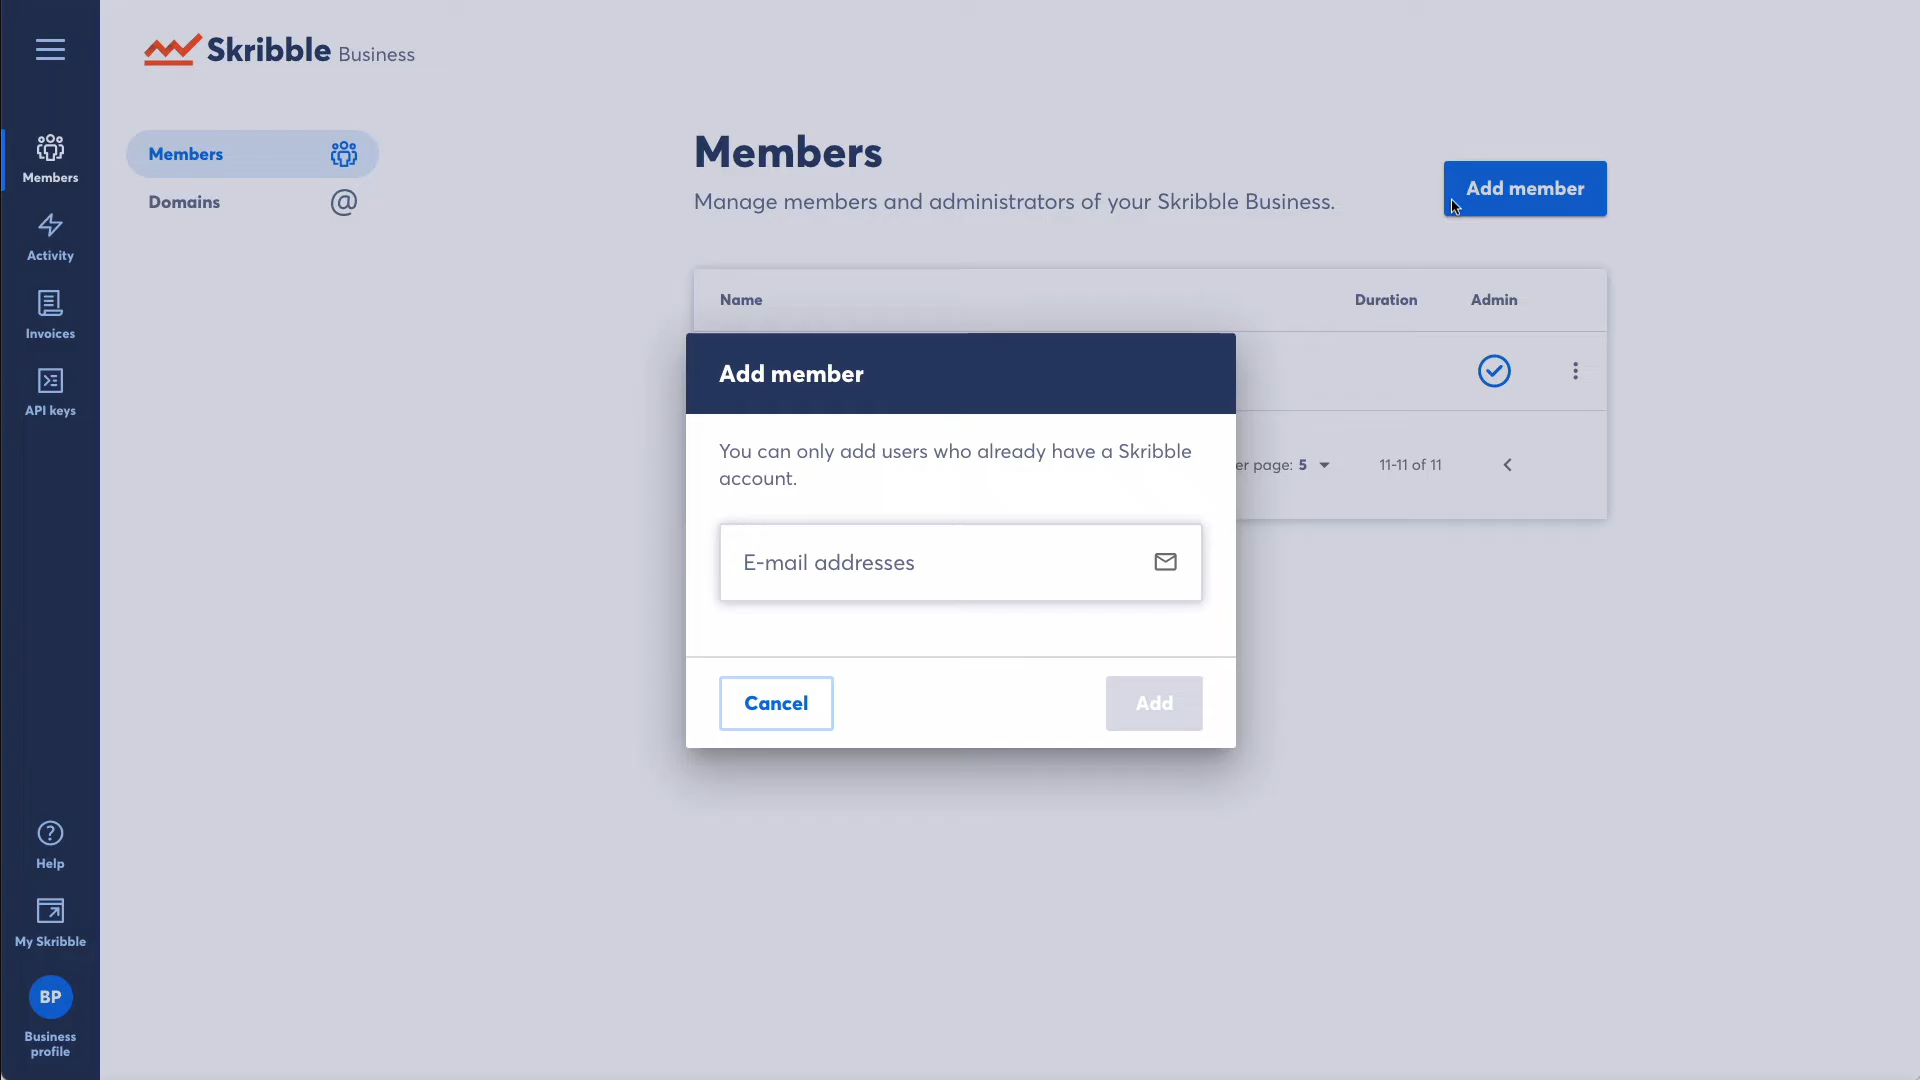 Skribble Business
Members
Activity
Invoices
API keys
Help
My Skribble
BP
Business
profile
Members
Domains
@
Members
Manage members and administrators of your Skribble Business.
Add member
Name Duration Admin
er page: 5 11-11 of 11
Add member
You can only add users who already have a Skribble
account.
E-mail addresses
Cancel
Add